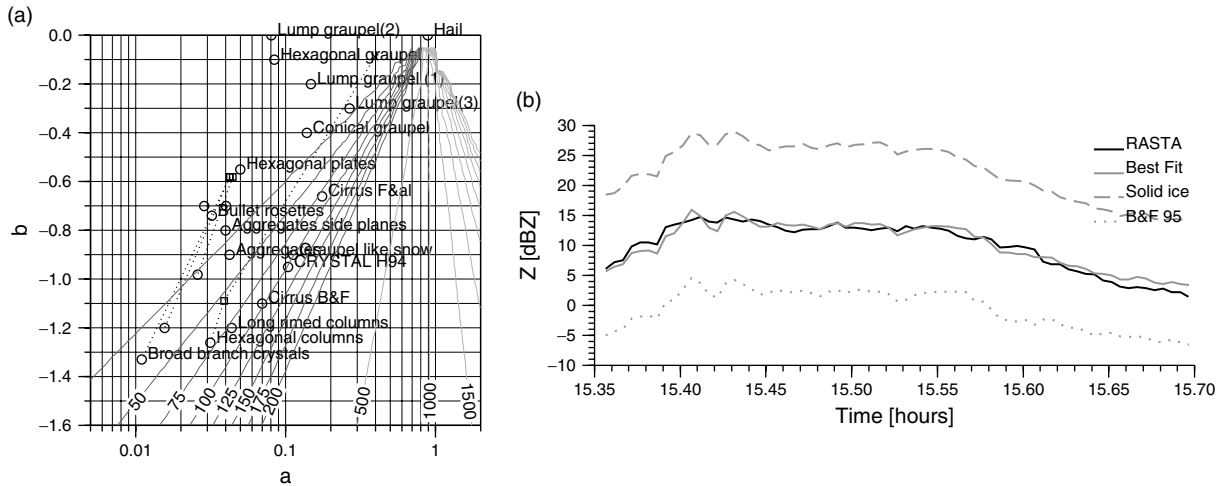 (a)
Lump graupel(2)
Hail
0.0
Hexagonal graupel
−0.2
Lump graupel (1)
Lump graupel(3)
−0.4
Conical graupel
Hexagonal plates
−0.6
Cirrus F&al
Bullet rosettes
−0.8
Aggregates side planes
b
Aggregates
Graupel like snow
−1.0
CRYSTAL H94
Cirrus B&F
−1.2
Long rimed columns
Hexagonal columns
Broad branch crystals
−1.4
50
75
100
125
150
175
200
500
1000
1500
−1.6
0.01
0.1
1
a
(b)
30
25
20
15
10
5
0
−5
−10
Z [dBZ]
RASTA
Best Fit
Solid ice
B&F 95
15.36
15.40
15.45
15.50
15.55
15.60
15.66
15.70
Time [hours]